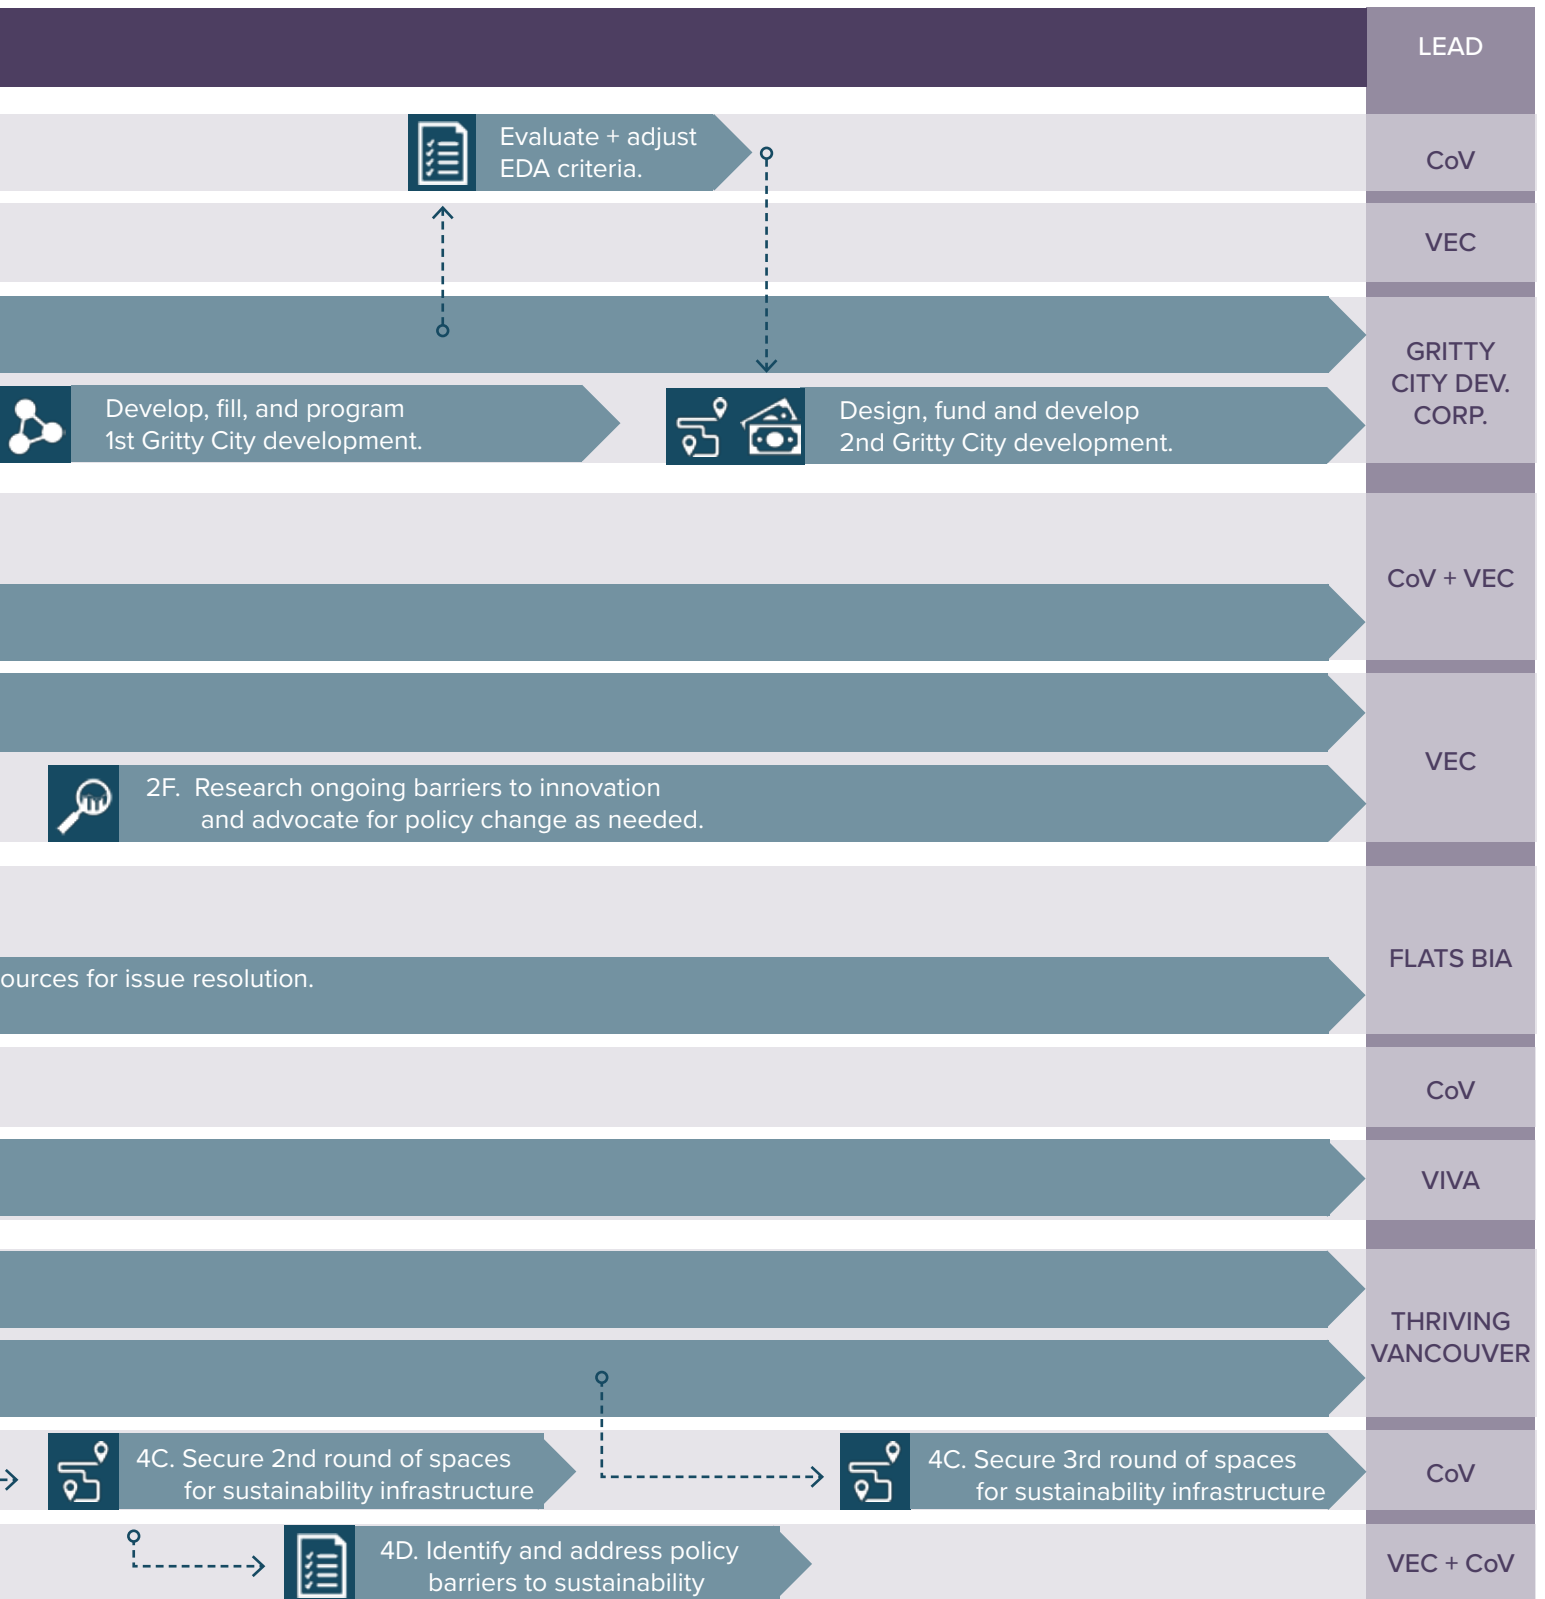 LEAD
Evaluate + adjust
EDA criteria.
CoV
VEC
GRITTY
CITY DEV.
CORP.
Develop, fill, and program
1st Gritty City development.
Design, fund and develop
2nd Gritty City development.
CoV + VEC
VEC
2F. Research ongoing barriers to innovation
and advocate for policy change as needed.
FLATS BIA
ources for issue resolution.
CoV
VIVA
THRIVING
VANCOUVER
4C. Secure 2nd round of spaces
for sustainability infrastructure
4C. Secure 3rd round of spaces
for sustainability infrastructure
CoV
4D. Identify and address policy
barriers to sustainability
VEC + CoV